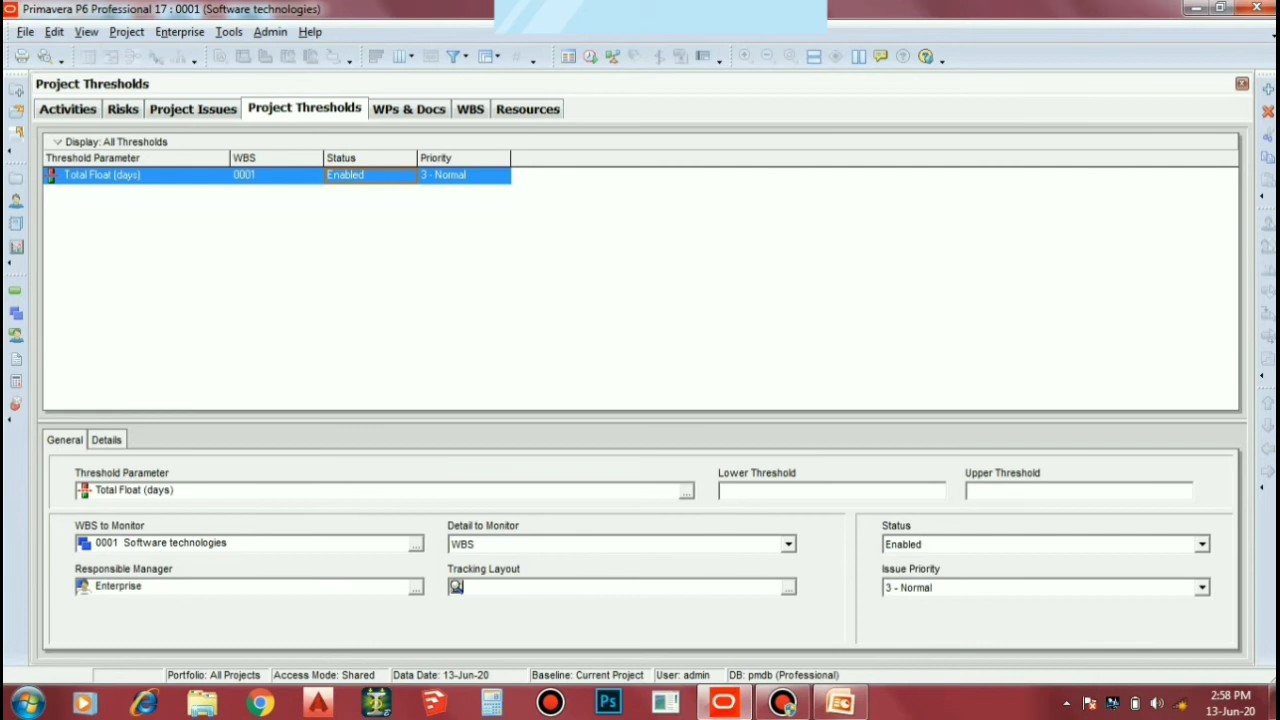 Primavera P6 Professional 17 : 0001 (Software technologies)
File Edit View Project Enterprise Tools Admin Help
Project Thresholds
Activities Risks Project Issues Project Thresholds WPs & Docs WBS Resources
Display: All Thresholds
Threshold Parameter WBS Status Priority
Total Float (days) 0001 Enabled 3 - Normal
General Details
Threshold Parameter Lower Threshold Upper Threshold
Total Float (days)
WBS to Monitor Detail to Monitor Status
0001 Software technologies WBS Enabled
Responsible Manager Tracking Layout Issue Priority
Enterprise 3 - Normal
Portfolio: All Projects Access Mode: Shared Data Date: 13-Jun-20 Baseline: Current Project User: admin DB: pmdb (Professional)
Ps
2:58 PM
13-Jun-20